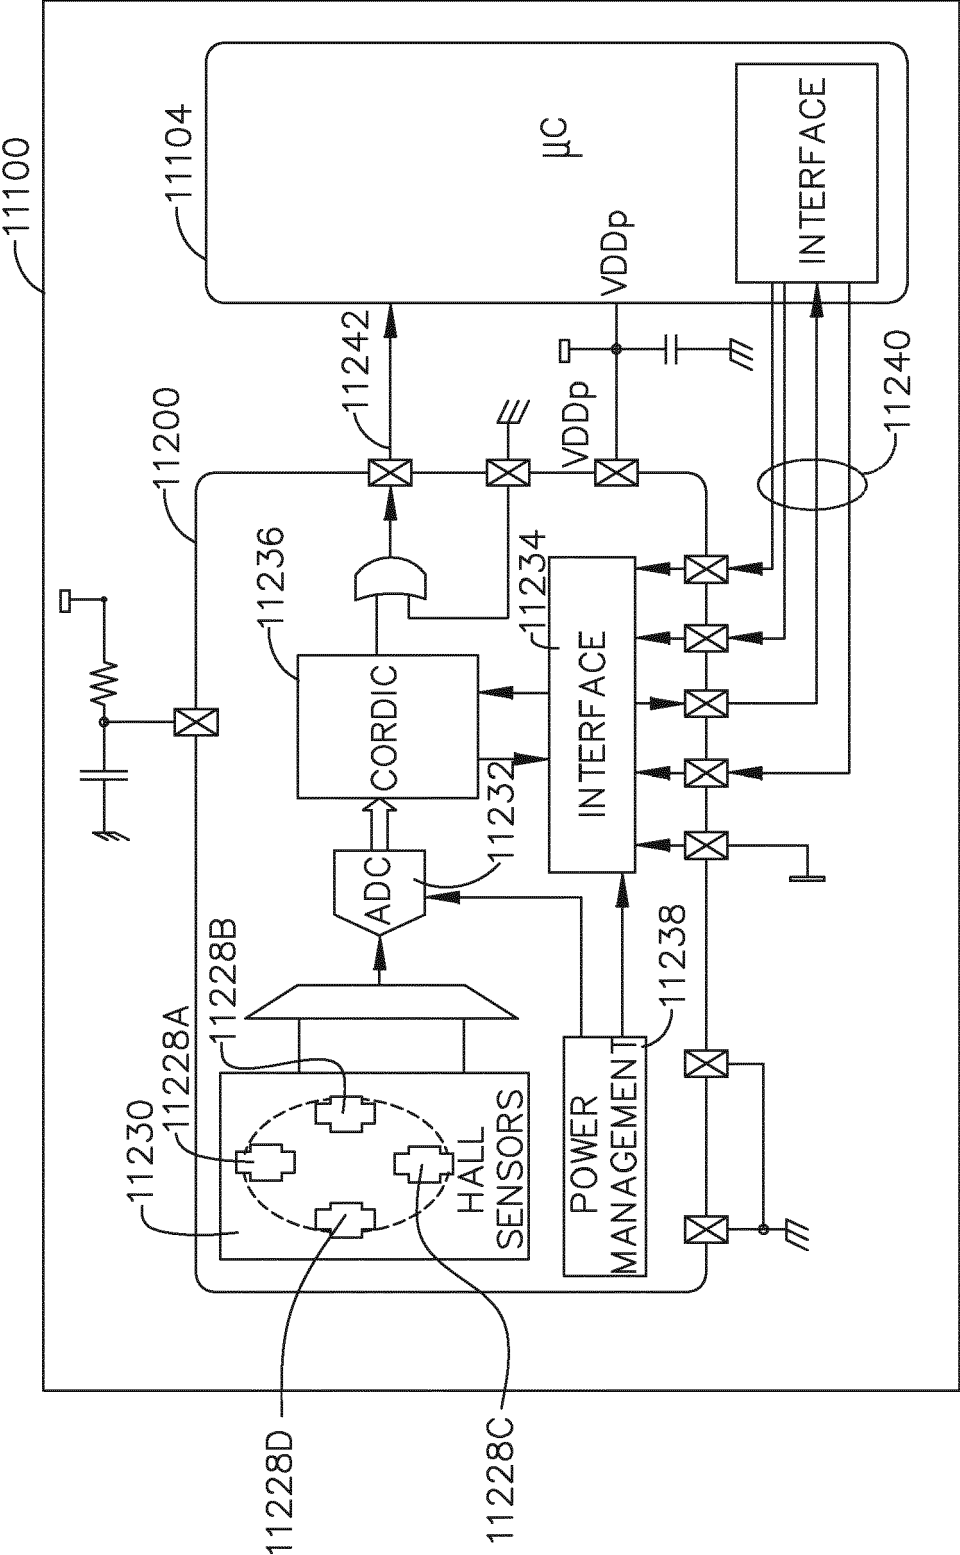 11100
11104
µC
INTERFACE
VDDp
11242
VDDp
11240
11200
11236
11234
CORDIC
INTERFACE
11232
ADC
11228B
11228A
11230
HALL
SENSORS
11238
POWER
MANAGEMENT
11228D
11228C